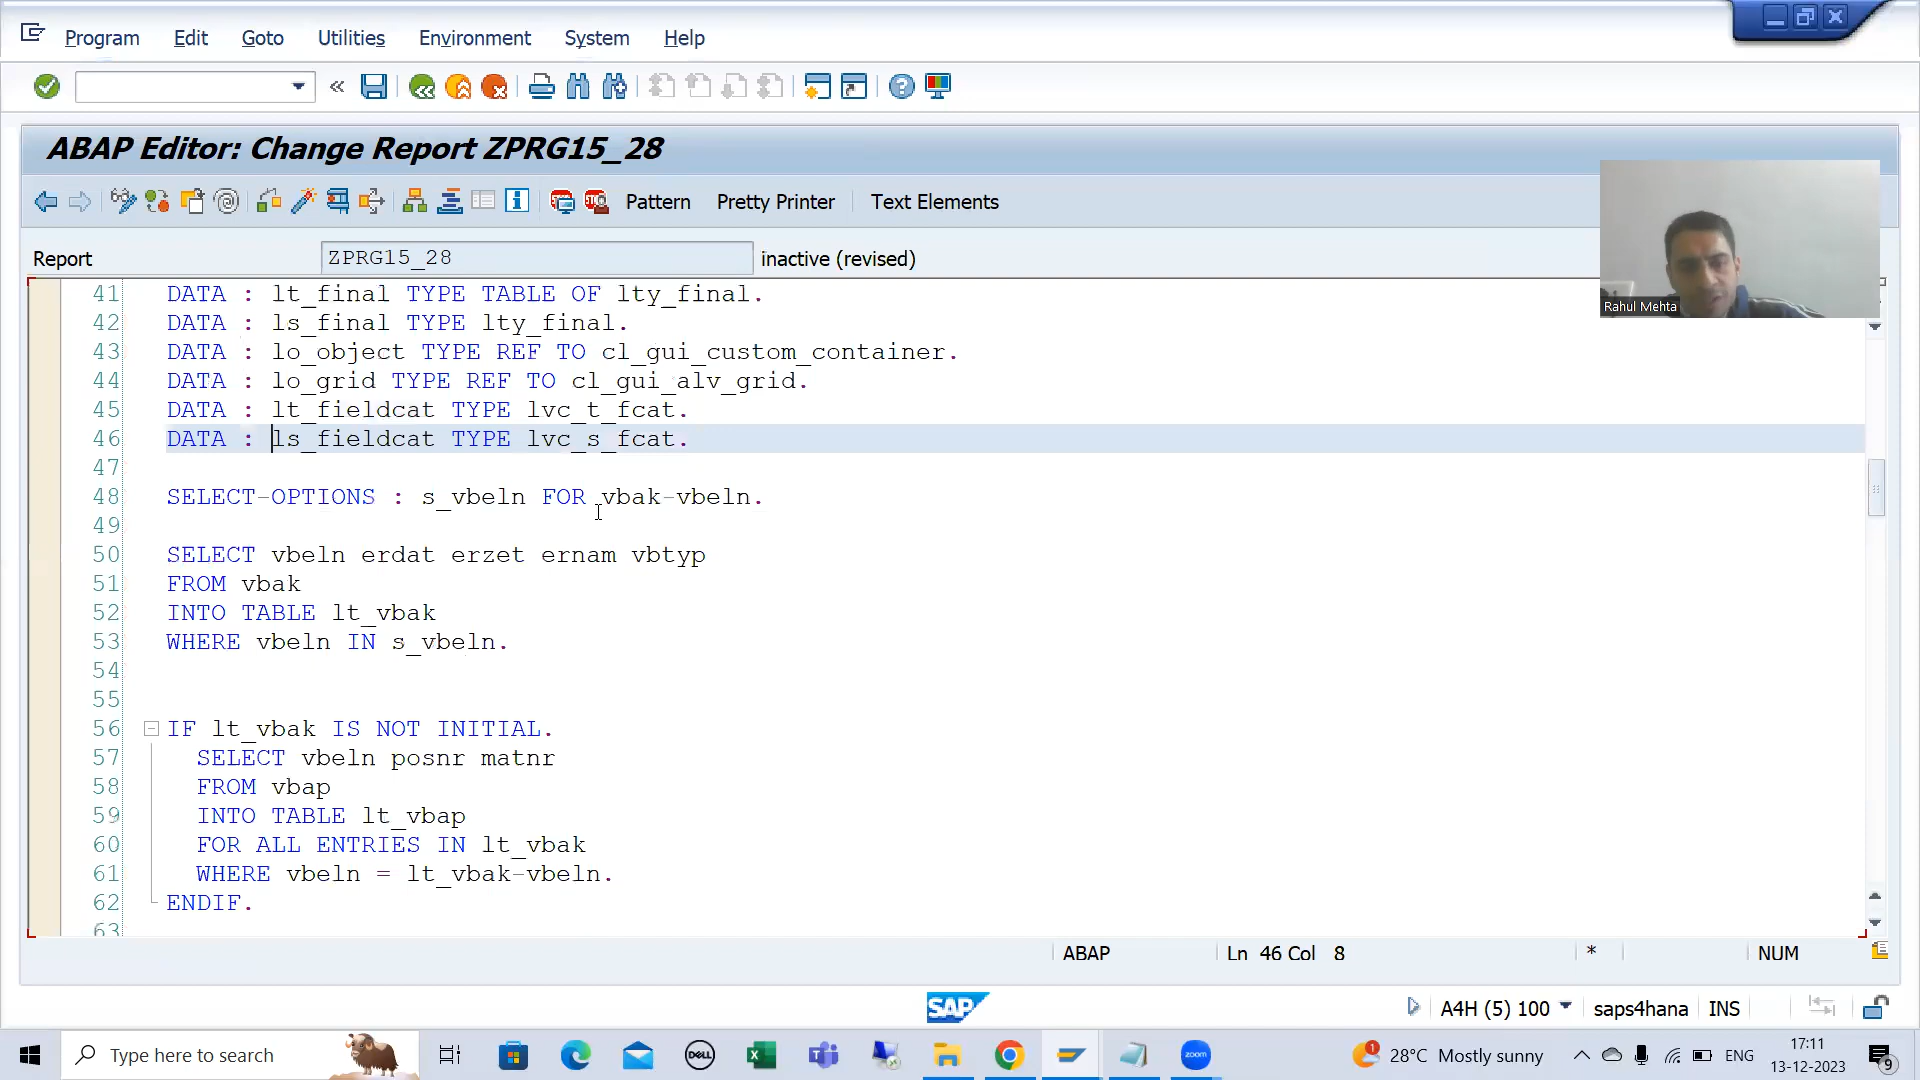 Program Edit Goto Utilities Environment System Help
ABAP Editor: Change Report ZPRG15_28
Pattern Pretty Printer Text Elements
Report ZPRG15_28 inactive (revised)
Rahul Mehta
41 DATA : lt_final TYPE TABLE OF lty_final.
42 DATA : ls_final TYPE lty_final.
43 DATA : lo_object TYPE REF TO cl_gui_custom_container.
44 DATA : lo_grid TYPE REF TO cl_gui_alv_grid.
45 DATA : lt_fieldcat TYPE lvc_t_fcat.
46 DATA : ls_fieldcat TYPE lvc_s_fcat.
47
48 SELECT-OPTIONS : s_vbeln FOR vbak-vbeln.
49
50 SELECT vbeln erdat erzet ernam vbtyp
51 FROM vbak
52 INTO TABLE lt_vbak
53 WHERE vbeln IN s_vbeln.
54
55
56 IF lt_vbak IS NOT INITIAL.
57 SELECT vbeln posnr matnr
58 FROM vbap
59 INTO TABLE lt_vbap
60 FOR ALL ENTRIES IN lt_vbak
61 WHERE vbeln = lt_vbak-vbeln.
62 ENDIF.
63
ABAP Ln 46 Col 8 * NUM
SAP A4H (5) 100 saps4hana INS
Type here to search DELL zoom 1 28°C Mostly sunny ENG 17:11
13-12-2023 9